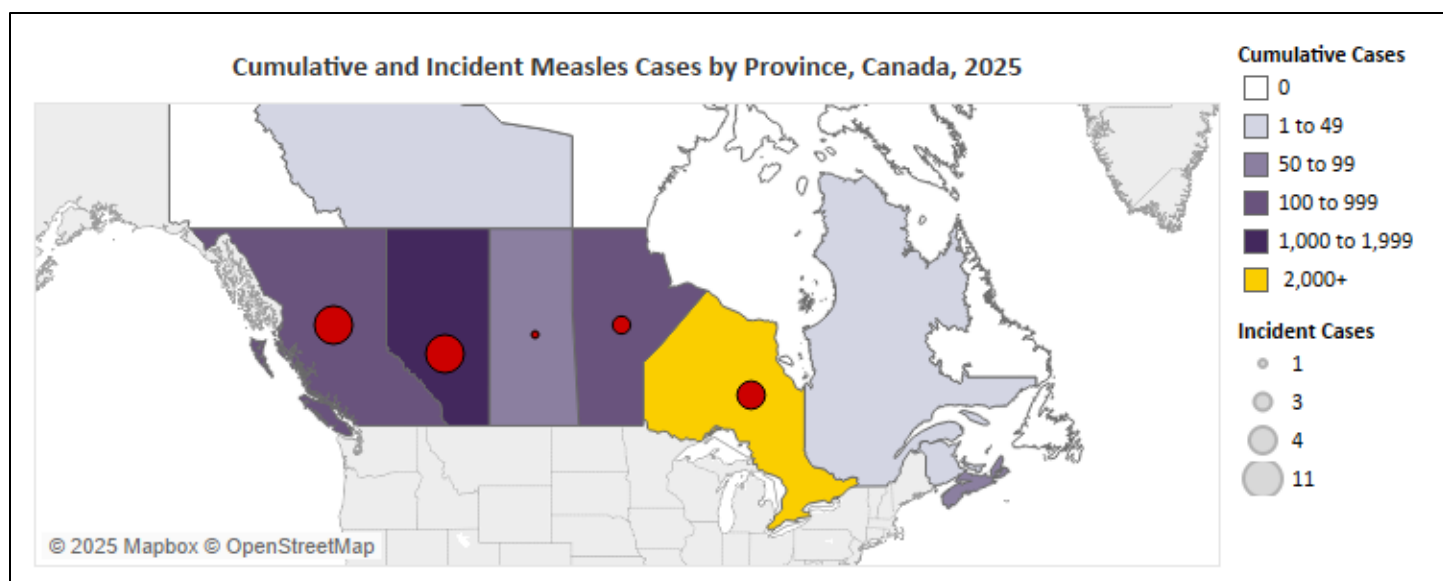 Cumulative and Incident Measles Cases by Province, Canada, 2025
Cumulative Cases
0
1 to 49
50 to 99
100 to 999
1,000 to 1,999
2,000+
Incident Cases
1
3
4
11
© 2025 Mapbox © OpenStreetMap